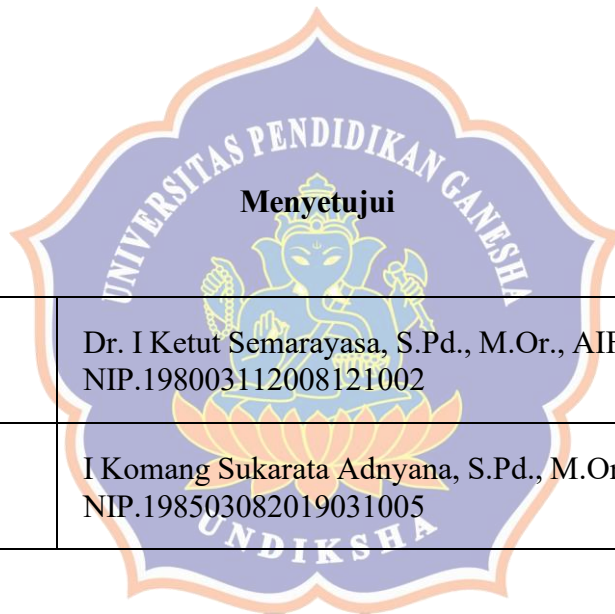 UNIVERSITAS PENDIDIKAN GANESHA
Menyetujui
Dr. I Ketut Semarayasa, S.Pd., M.Or.,
NIP.198003112008121002
I Komang Sukarata Adnyana, S.Pd.,
NIP.198503082019031005
UNDIKSHA